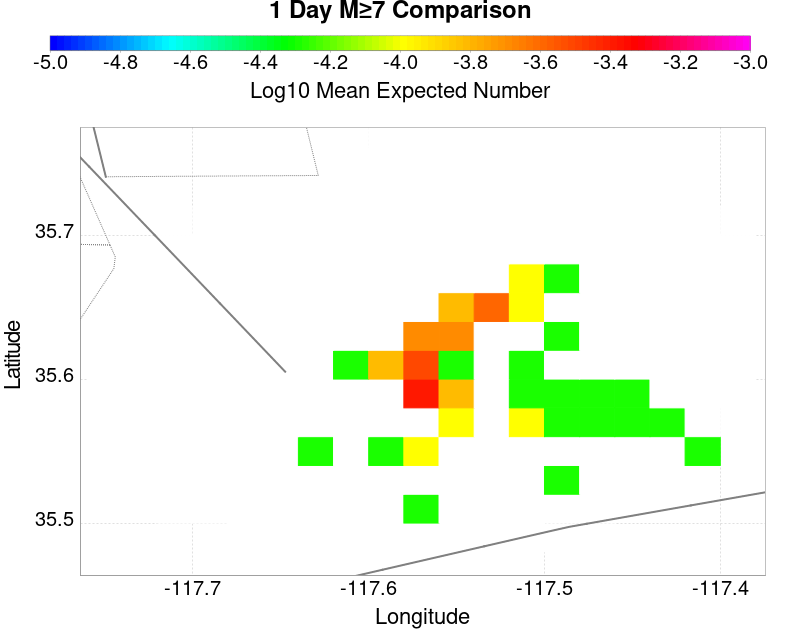 1 Day M≥7 Comparison
-5.0 -4.8 -4.6 -4.4 -4.2 -4.0 -3.8 -3.6 -3.4 -3.2 -3.0
Log10 Mean Expected Number
35.7
35.6
35.5
Latitude
-117.7 -117.6 -117.5 -117.4
Longitude